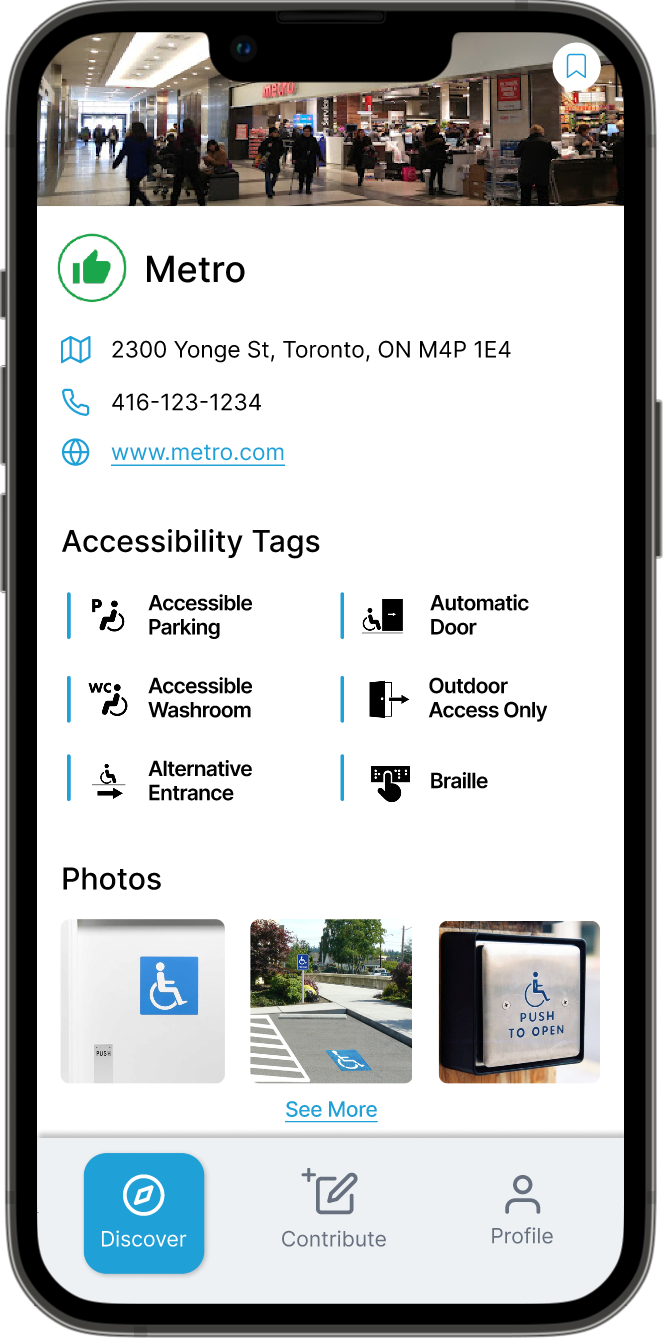 metro
Service
Metro
2300 Yonge St, Toronto, ON M4P 1E4
416-123-1234
www.metro.com
Accessibility Tags
P
Accessible
Parking
Automatic
Door
WC
Accessible
Washroom
Outdoor
Access Only
Alternative
Entrance
Braille
Photos
PUSH
PUSH
TO OPEN
See More
Discover
Contribute
Profile